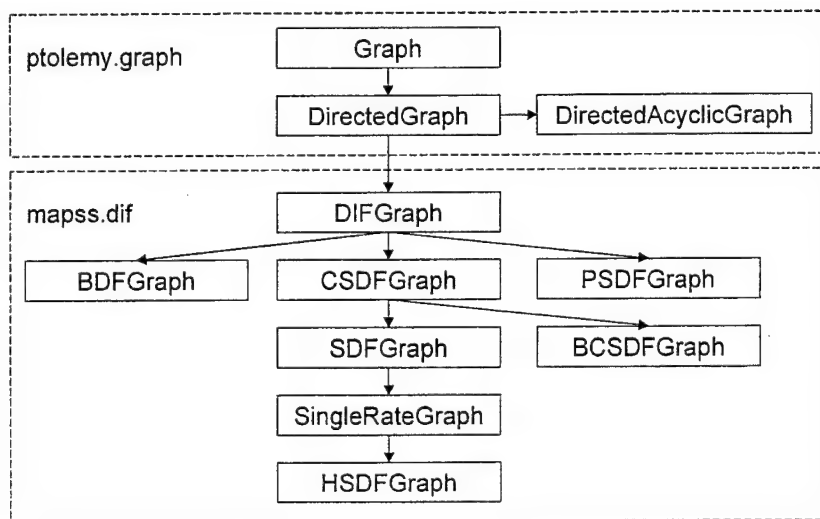 ptolemy.graph
Graph
DirectedGraph
DirectedAcyclicGraph
mapss.dif
DIFGraph
BDFGraph
CSDFGraph
PSDFGraph
SDFGraph
BCSDFGraph
SingleRateGraph
HSDFGraph